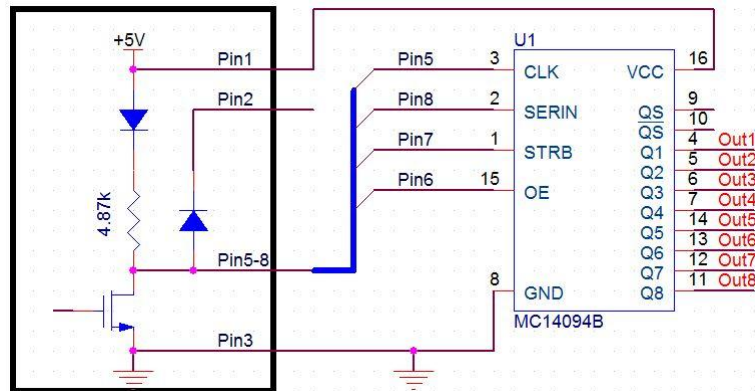 +5V
Pin1
Pin2
4.87k
Pin5-8
Pin3
Pin5
Pin8
Pin7
Pin6
U1
3 CLK VCC 16
2 SERIN QS 9
QS 10
1 STRB Q1 4 Out1
Q2 5 Out2
15 OE Q3 6 Out3
Q4 7 Out4
Q5 14 Out5
Q6 13 Out6
Q7 12 Out7
8 GND Q8 11 Out8
MC14094B